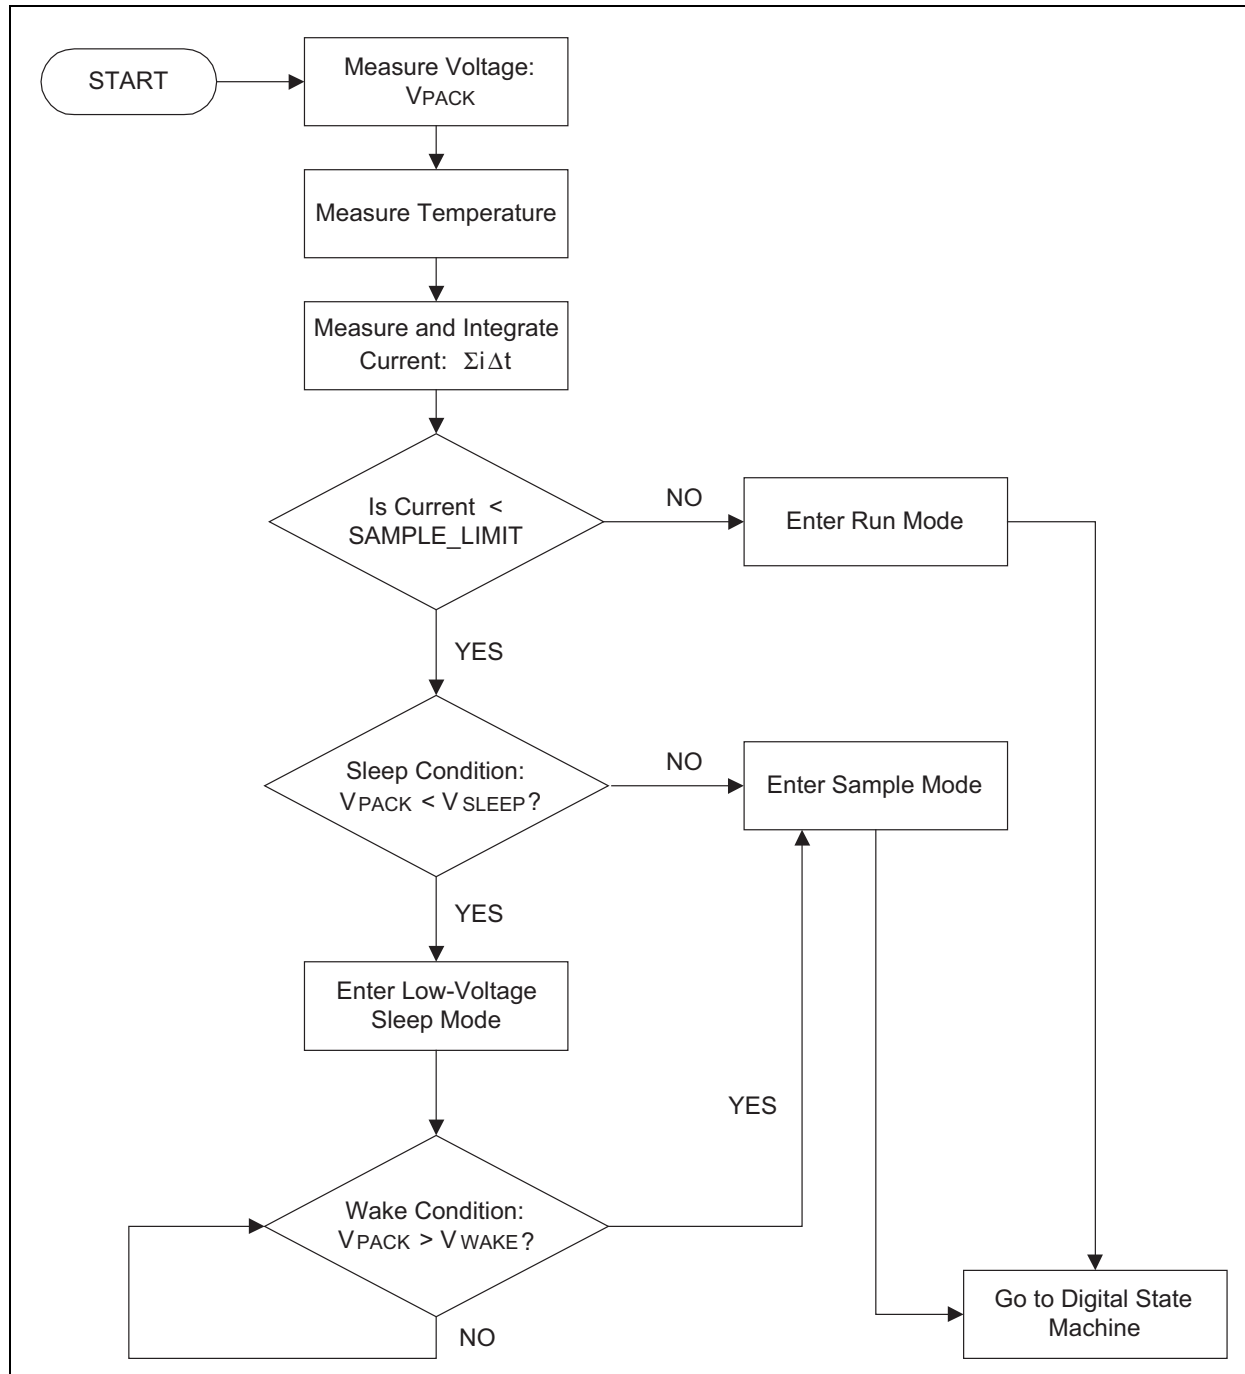 START
Measure Voltage:
VPACK
Measure Temperature
Measure and Integrate
Current: ΣiΔt
Is Current <
SAMPLE_LIMIT
NO
Enter Run Mode
YES
Sleep Condition:
VPACK < VSLEEP?
NO
Enter Sample Mode
YES
Enter Low-Voltage
Sleep Mode
YES
Wake Condition:
VPACK > VWAKE?
NO
Go to Digital State
Machine